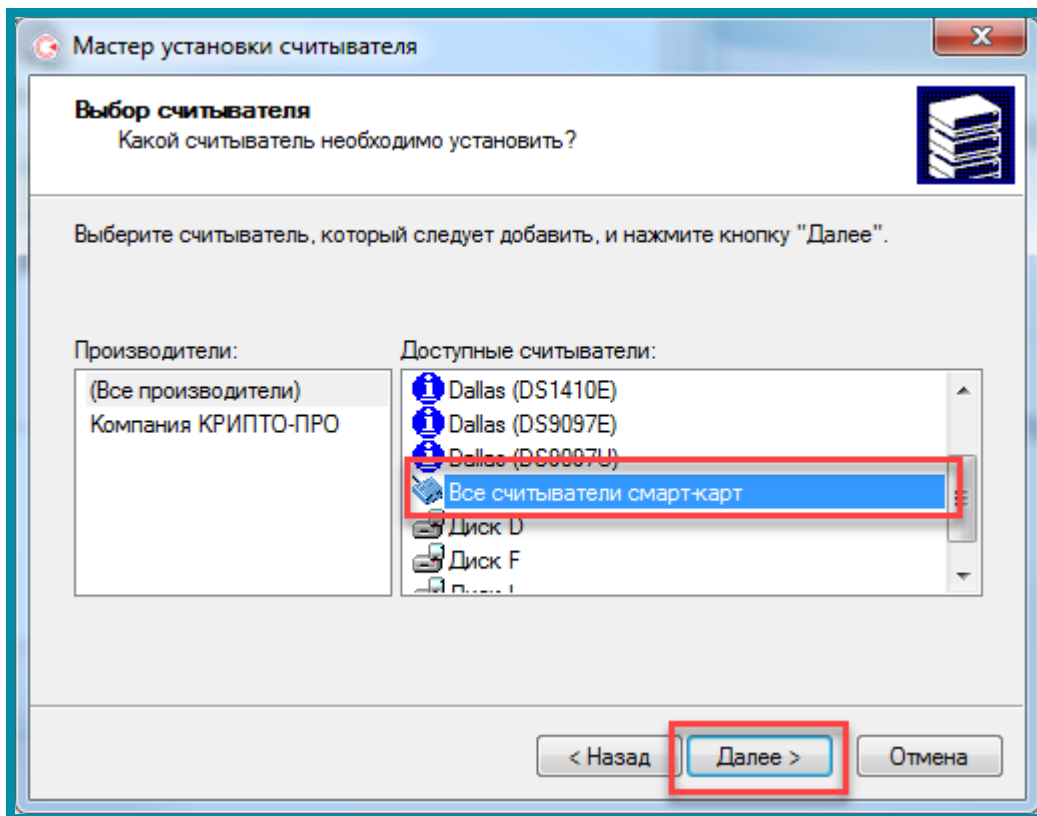 Мастер установки считывателя
Выбор считывателя
Какой считыватель необходимо установить?
Выберите считыватель, который следует добавить, и нажмите кнопку "Далее".
Производители:
Доступные считыватели:
(Все производители)
Компания КРИПТО-ПРО
Dallas (DS1410E)
Dallas (DS9097E)
Dallas (DS9097U)
Все считыватели смарт-карт
Диск D
Диск F
< Назад
Далее >
Отмена